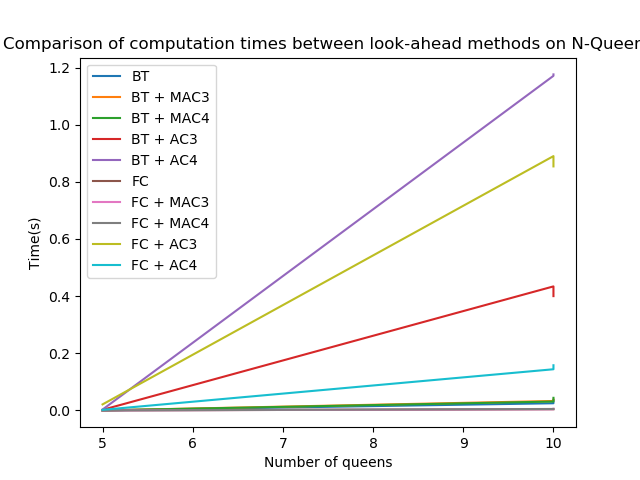 Comparison of computation times between look-ahead methods on N-Queen
1.2
1.0
0.8
0.6
0.4
0.2
0.0
Time(s)
BT
BT + MAC3
BT + MAC4
BT + AC3
BT + AC4
FC
FC + MAC3
FC + MAC4
FC + AC3
FC + AC4
5 6 7 8 9 10
Number of queens